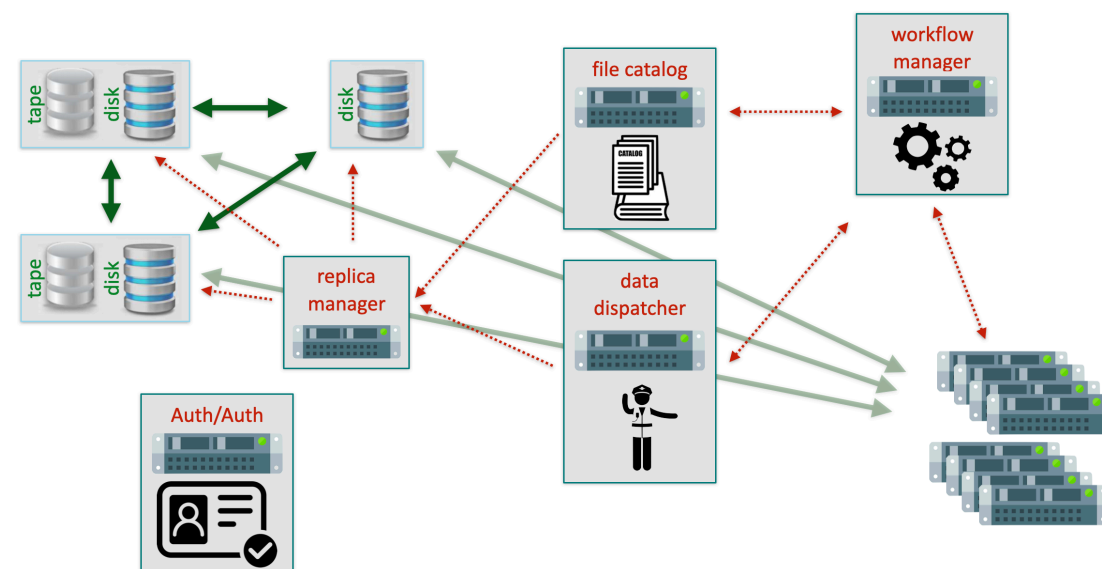 workflow
manager
file catalog
tape
disk
disk
CATALOG
tape
disk
replica
manager
data
dispatcher
Auth/Auth